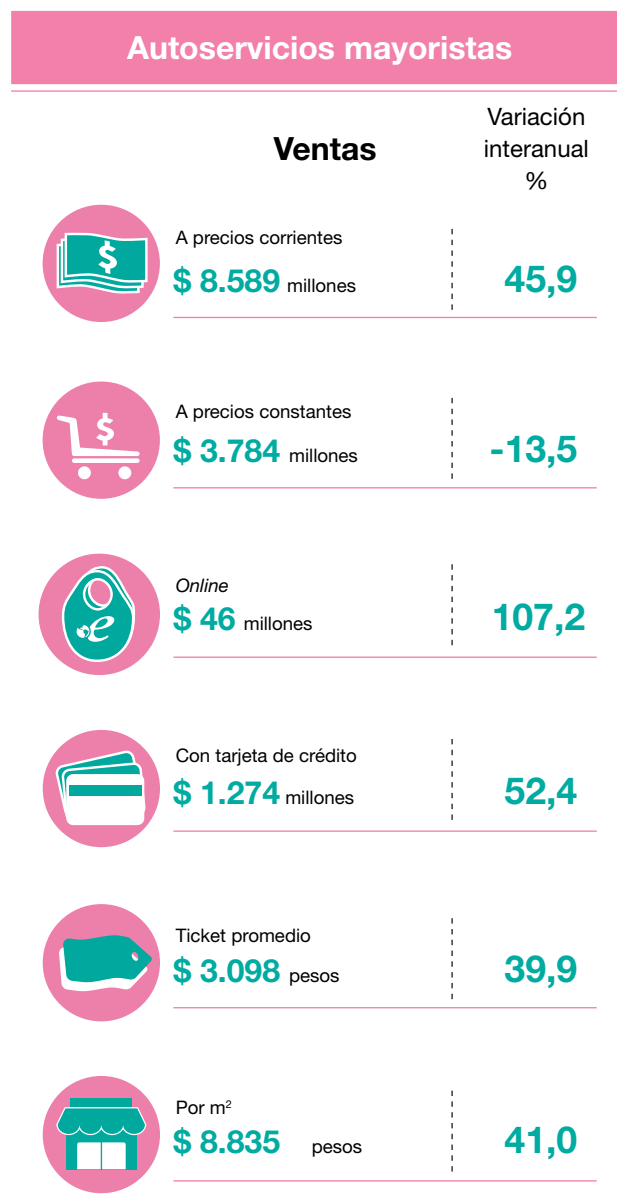 Autoservicios mayoristas
Ventas
Variación
interanual
%
$
A precios corrientes
$ 8.589 millones
45,9
$
A precios constantes
$ 3.784 millones
-13,5
e
Online
$ 46 millones
107,2
Con tarjeta de crédito
$ 1.274 millones
52,4
Ticket promedio
$ 3.098 pesos
39,9
Por m²
$ 8.835 pesos
41,0